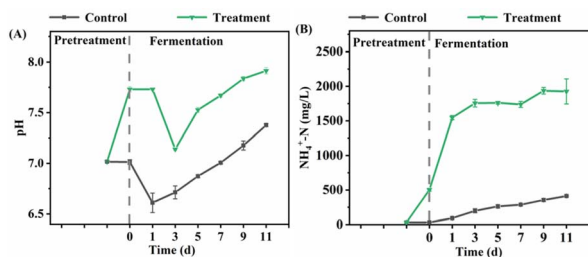 Control Treatment
(A)
Pretreatment Fermentation
8.0
7.5
7.0
6.5
pH
0 1 3 5 7 9 11
Time (d)
Control Treatment
(B)
Pretreatment Fermentation
2500
2000
1500
1000
500
0
NH₄⁺-N (mg/L)
0 1 3 5 7 9 11
Time (d)